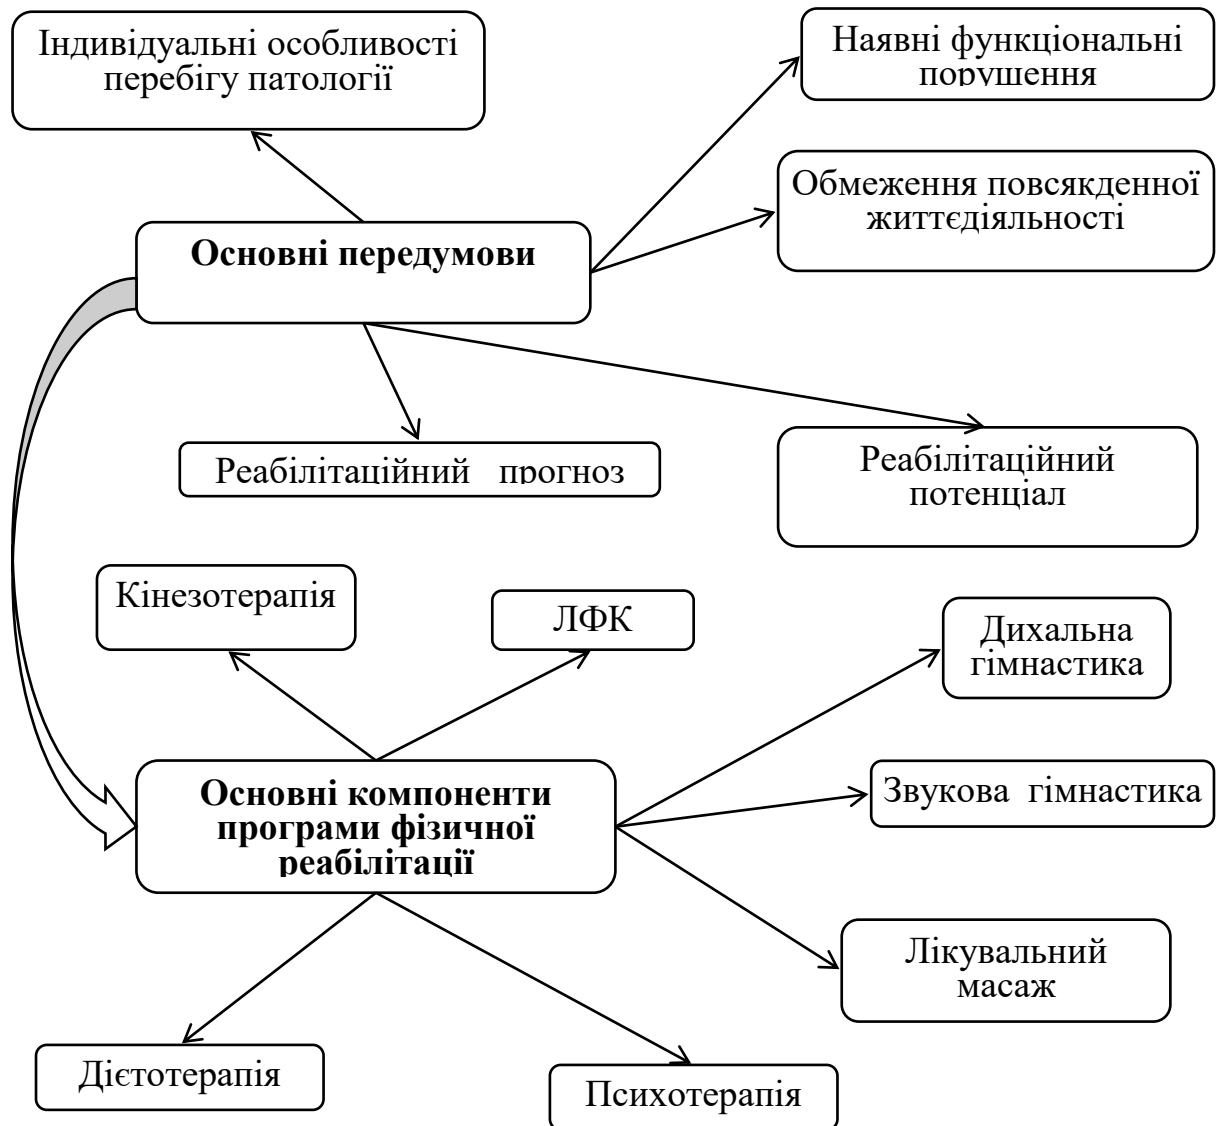 Індивідуальні особливості
перебігу патології
Наявні функціональні
порушення
Обмеження повсякденної
життєдіяльності
Основні передумови
Реабілітаційний прогноз
Реабілітаційний
потенціал
Кінезотерапія
ЛФК
Дихальна
гімнастика
Основні компоненти
програми фізичної
реабілітації
Звукова гімнастика
Лікувальний
масаж
Дієтотерапія
Психотерапія